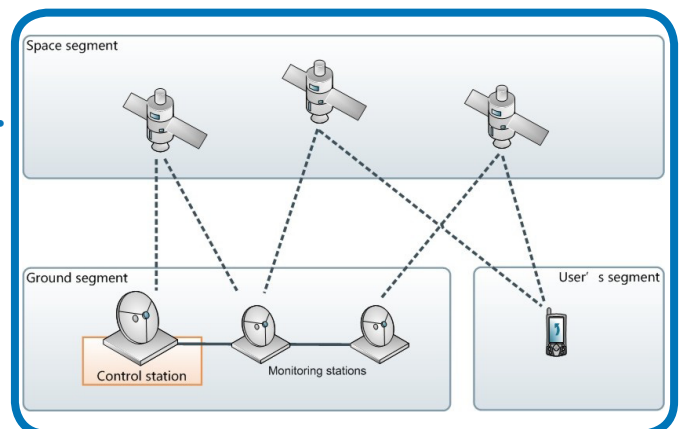 Space segment
Ground segment
User' s segment
Control station
Monitoring stations